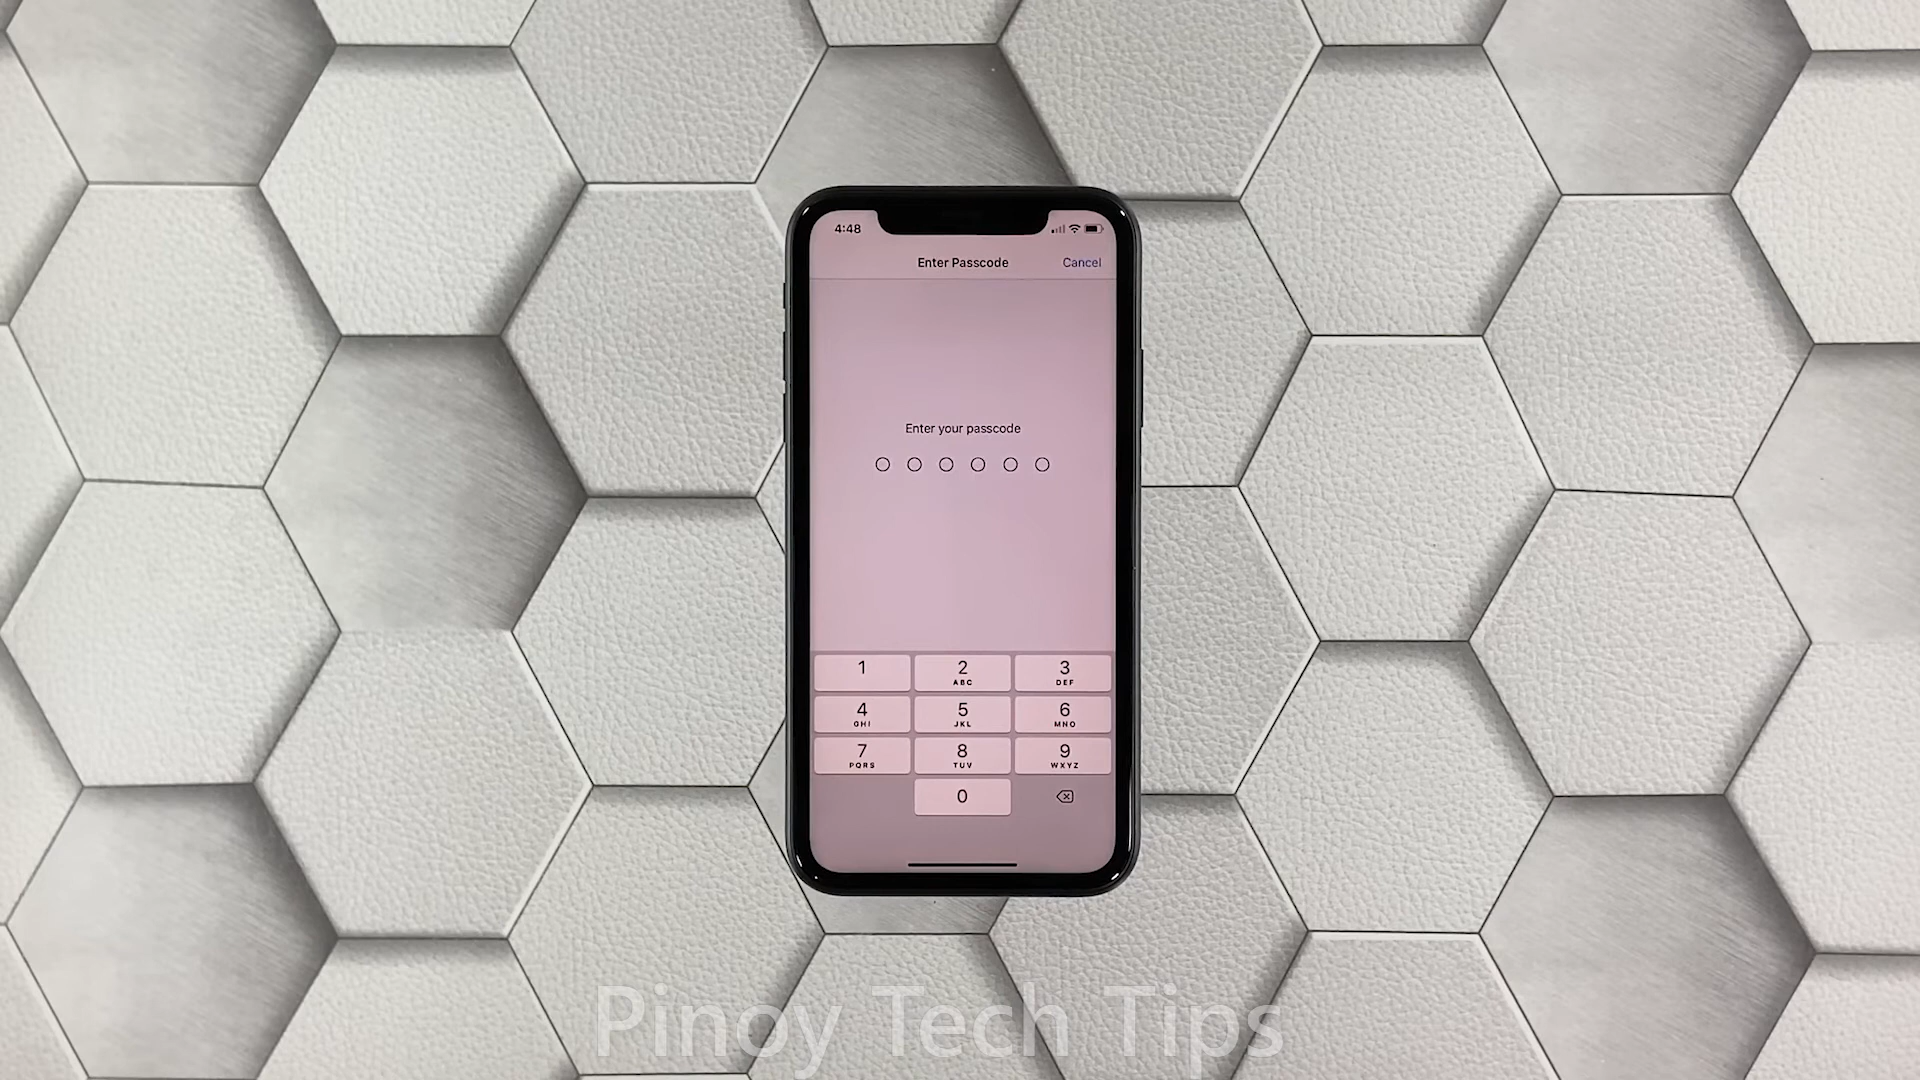 4:48
Enter Passcode
Cancel
Enter your passcode
1
2
ABC
3
DEF
4
GHI
5
JKL
6
MNO
7
PQRS
8
TUV
9
WXYZ
0
Pinoy Tech Tips